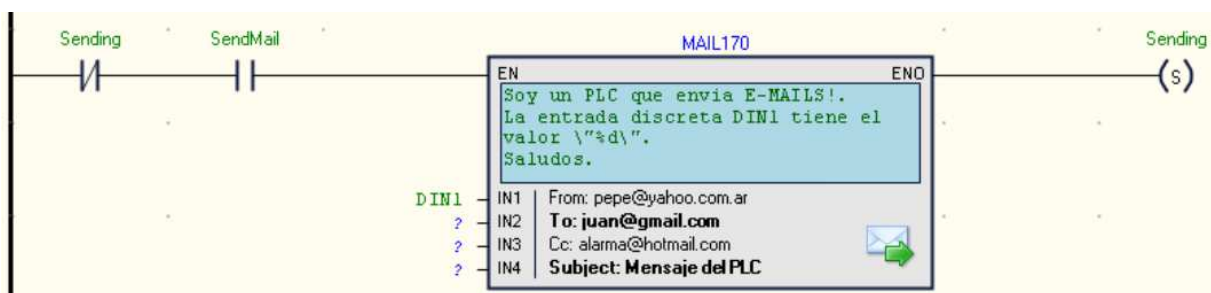 Sending SendMail MAIL170 Sending
EN ENO
(S)
Soy un PLC que envia E-MAILS!.
La entrada discreta DIN1 tiene el
valor \"%d\".
Saludos.
DIN1 IN1 From: pepe@yahoo.com.ar
? IN2 To: juan@gmail.com
? IN3 Cc: alarma@hotmail.com
? IN4 Subject: Mensaje del PLC